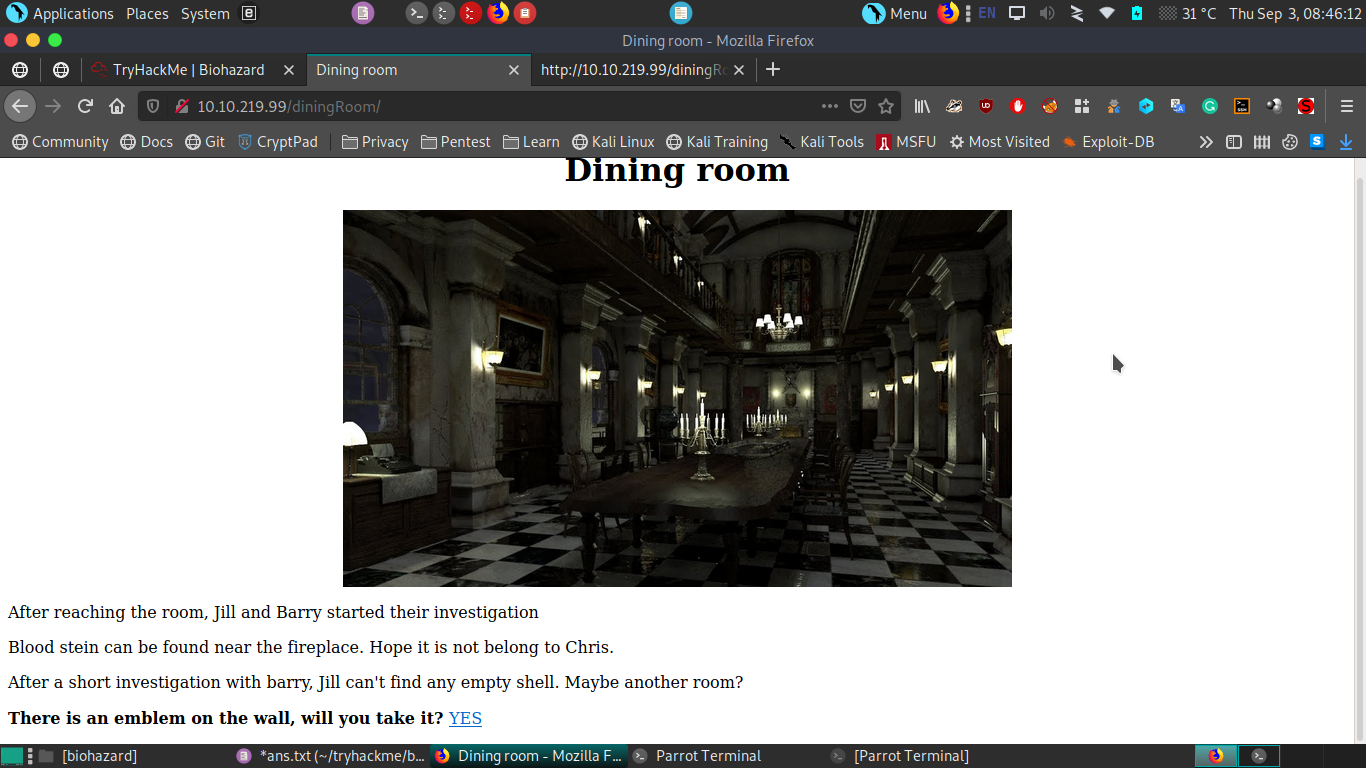 Applications Places System
Menu EN 31 °C Thu Sep 3, 08:46:12
Dining room - Mozilla Firefox
TryHackMe | Biohazard Dining room http://10.10.219.99/diningRo
10.10.219.99/diningRoom/
Community Docs Git CryptPad Privacy Pentest Learn Kali Linux Kali Training Kali Tools MSFU Most Visited Exploit-DB
Dining room
After reaching the room, Jill and Barry started their investigation
Blood stein can be found near the fireplace. Hope it is not belong to Chris.
After a short investigation with barry, Jill can't find any empty shell. Maybe another room?
There is an emblem on the wall, will you take it? YES
[biohazard] *ans.txt (~/tryhackme/b... Dining room - Mozilla F... Parrot Terminal [Parrot Terminal]